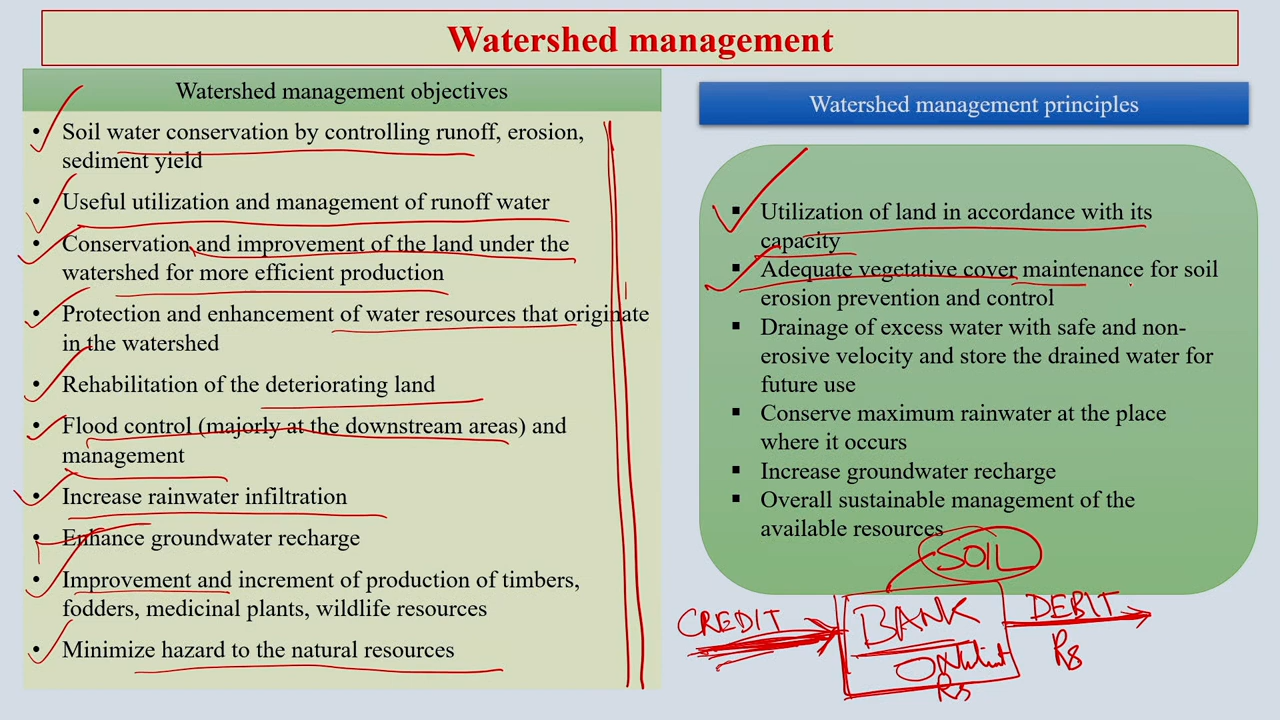 Watershed management
Watershed management objectives
• Soil water conservation by controlling runoff, erosion,
sediment yield
• Useful utilization and management of runoff water
• Conservation and improvement of the land under the
watershed for more efficient production
• Protection and enhancement of water resources that originate
in the watershed
• Rehabilitation of the deteriorating land
• Flood control (majorly at the downstream areas) and
management
• Increase rainwater infiltration
• Enhance groundwater recharge
• Improvement and increment of production of timbers,
fodders, medicinal plants, wildlife resources
• Minimize hazard to the natural resources
Watershed management principles
▪ Utilization of land in accordance with its
capacity
▪ Adequate vegetative cover maintenance for soil
erosion prevention and control
▪ Drainage of excess water with safe and non-
erosive velocity and store the drained water for
future use
▪ Conserve maximum rainwater at the place
where it occurs
▪ Increase groundwater recharge
▪ Overall sustainable management of the
available resources
SOIL
CREDIT
BANK
DEBIT
Rs
Rs